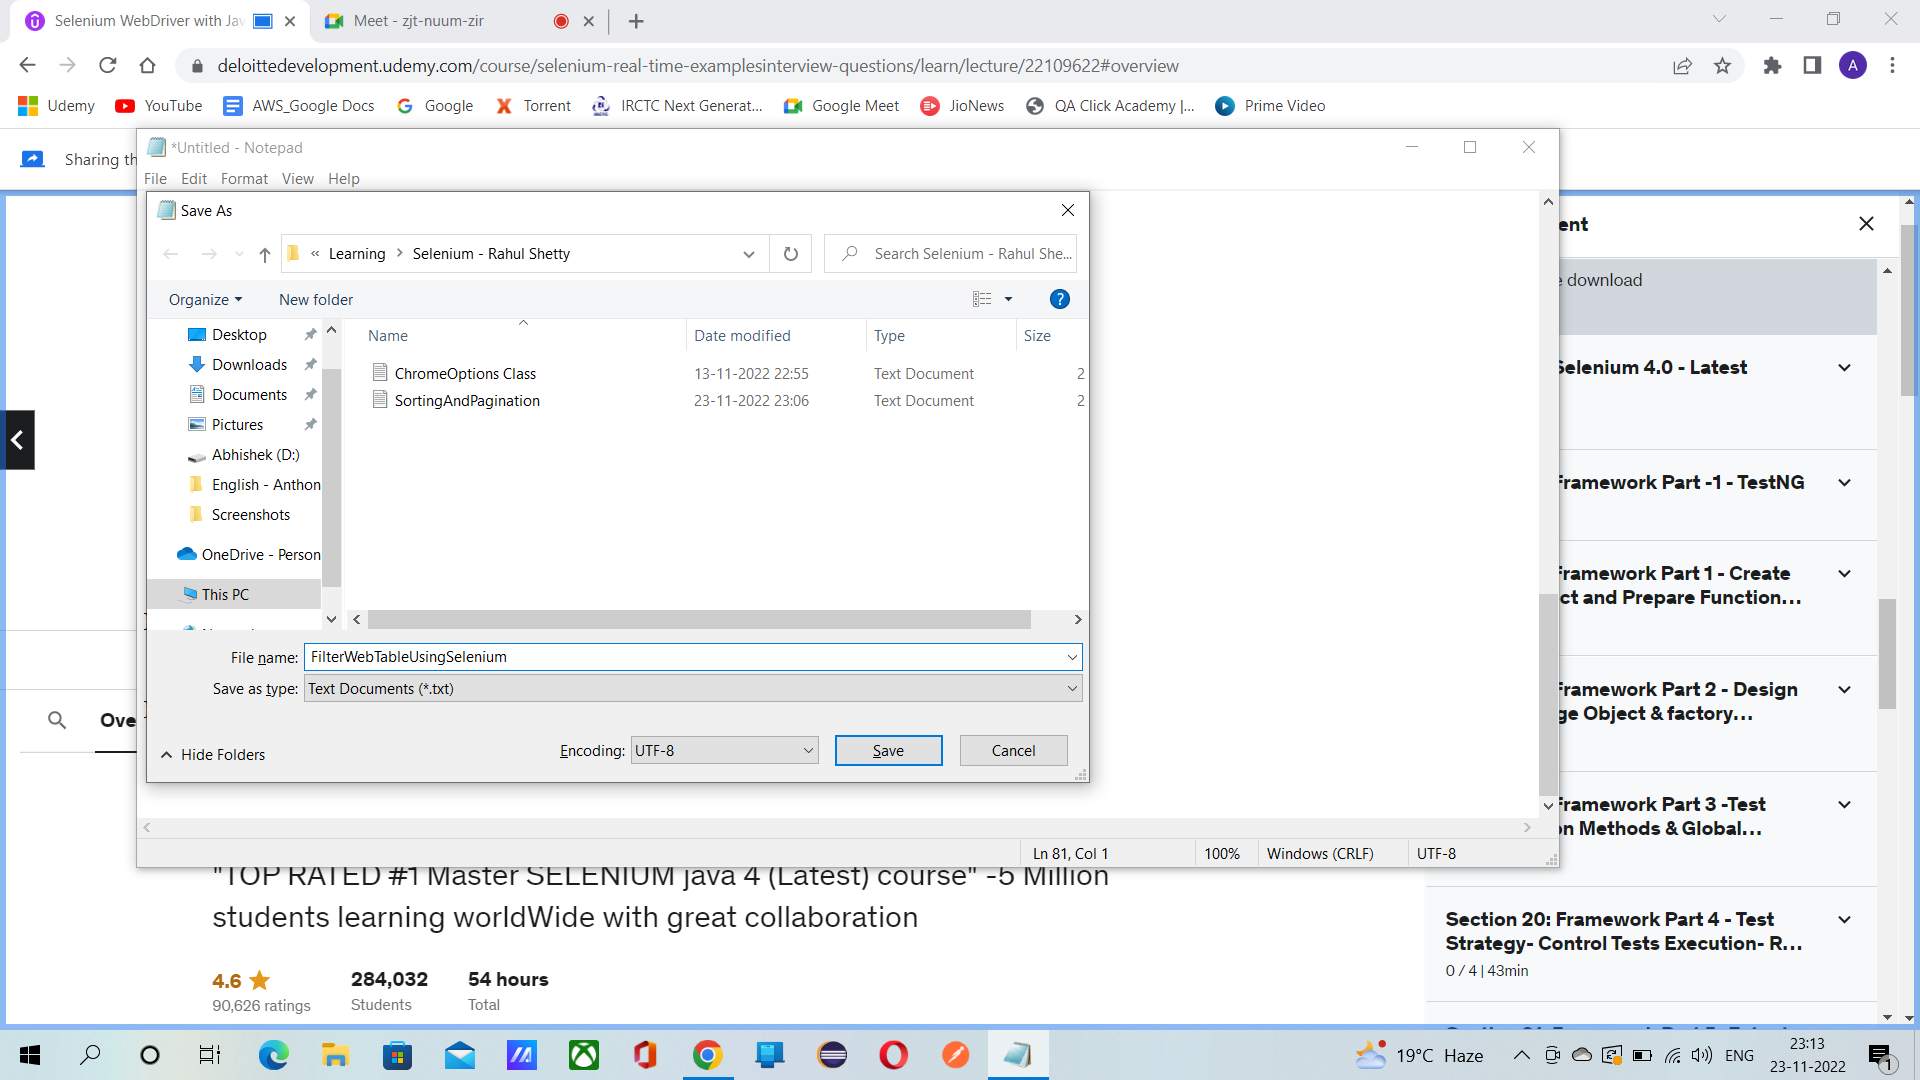 Selenium WebDriver with Jav
Meet - zjt-nuum-zir
deloittedevelopment.udemy.com/course/selenium-real-time-examplesinterview-questions/learn/lecture/22109622#overview
A
Udemy
YouTube
AWS_Google Docs
Google
Torrent
IRCTC Next Generat...
Google Meet
JioNews
QA Click Academy |...
Prime Video
Sharing th
*Untitled - Notepad
File Edit Format View Help
Save As
« Learning > Selenium - Rahul Shetty
Search Selenium - Rahul She...
Organize
New folder
Name
Date modified
Type
Size
ChromeOptions Class
13-11-2022 22:55
Text Document
2
SortingAndPagination
23-11-2022 23:06
Text Document
2
Desktop
Downloads
Documents
Pictures
Abhishek (D:)
English - Anthon
Screenshots
OneDrive - Person
This PC
File name: FilterWebTableUsingSelenium
Save as type: Text Documents (*.txt)
Hide Folders
Encoding: UTF-8
Save
Cancel
Ln 81, Col 1
100%
Windows (CRLF)
UTF-8
Ove
"TOP RATED #1 Master SELENIUM java 4 (Latest) course" -5 Million
students learning worldWide with great collaboration
4.6
90,626 ratings
284,032
Students
54 hours
Total
ent
e download
Selenium 4.0 - Latest
Framework Part -1 - TestNG
Framework Part 1 - Create
ct and Prepare Function...
Framework Part 2 - Design
ge Object & factory...
Framework Part 3 -Test
on Methods & Global...
Section 20: Framework Part 4 - Test
Strategy- Control Tests Execution- R...
0 / 4 | 43min
19°C Haze
ENG
23:13
23-11-2022
1